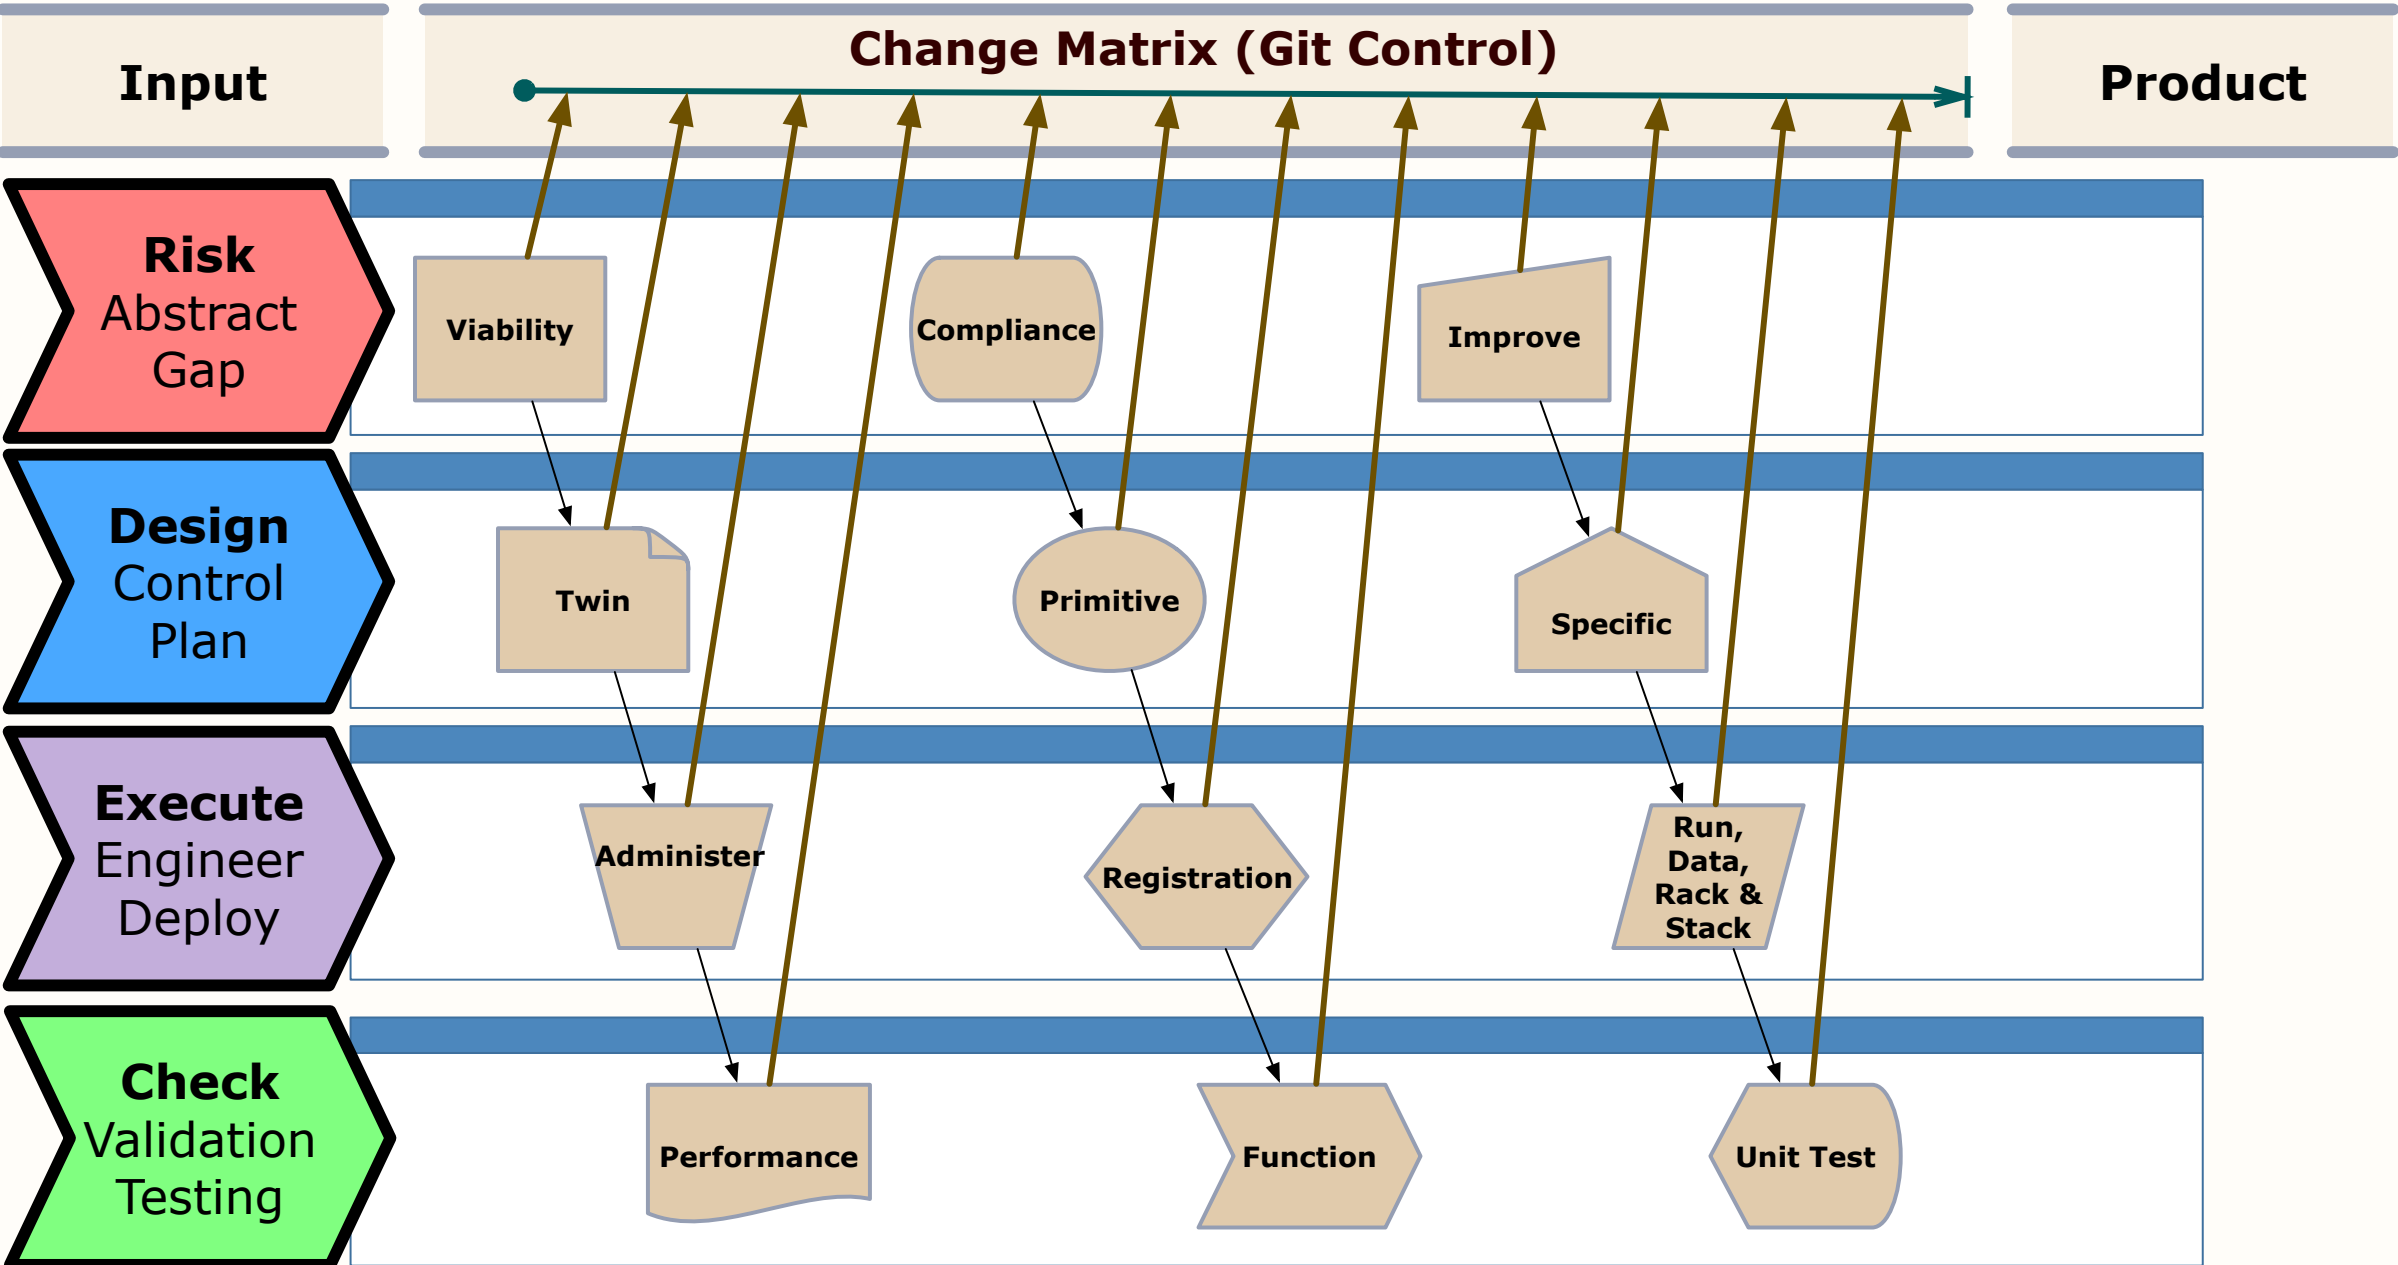 Input
Change Matrix (Git Control)
Product
Risk
Abstract
Gap
Viability
Compliance
Improve
Design
Control
Plan
Twin
Primitive
Specific
Execute
Engineer
Deploy
Administer
Registration
Run,
Data,
Rack &
Stack
Check
Validation
Testing
Performance
Function
Unit Test